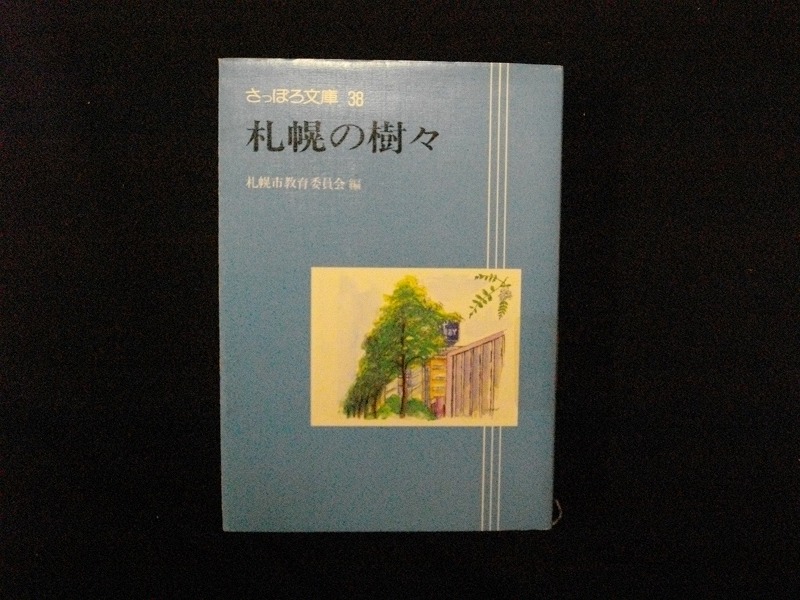 さっぽろ文庫 38
札幌の樹々
札幌市教育委員会 編